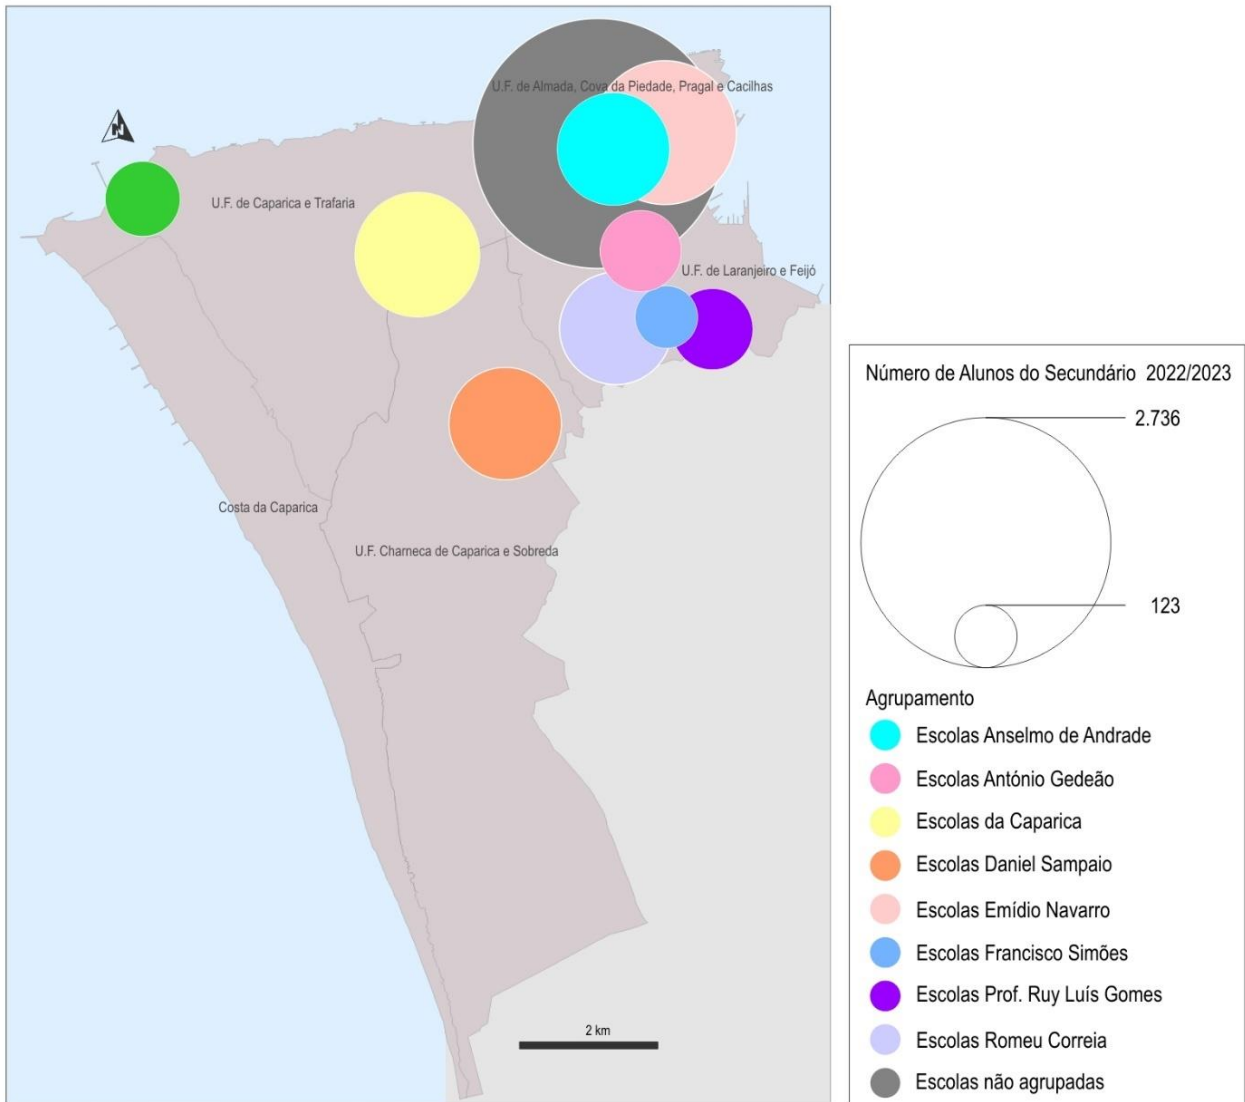 U.F. de Almada, Cova da Piedade, Pragal e Cacilhas
N
U.F. de Caparica e Trafaria
U.F. de Laranjeiro e Feijó
Costa da Caparica
U.F. Charneca de Caparica e Sobreda
2 km
Número de Alunos do Secundário 2022/2023
2.736
123
Agrupamento
Escolas Anselmo de Andrade
Escolas António Gedeão
Escolas da Caparica
Escolas Daniel Sampaio
Escolas Emídio Navarro
Escolas Francisco Simões
Escolas Prof. Ruy Luís Gomes
Escolas Romeu Correia
Escolas não agrupadas